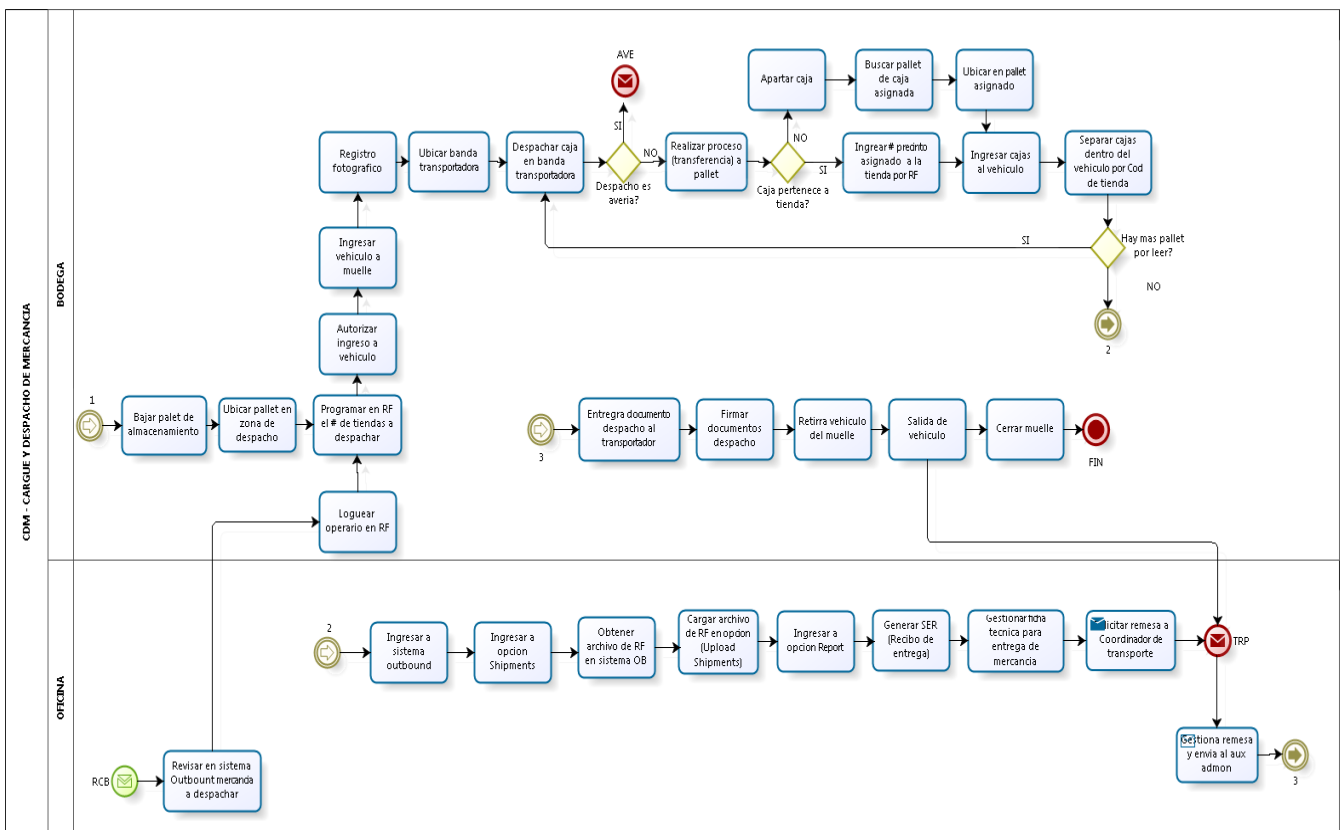 CDM - CARGUE Y DESPACHO DE MERCANCIA
BODEGA
AVE
SI
NO
Apartar caja
Buscar pallet
de caja
asignada
Ubicar en pallet
asignado
Registro
fotografico
Ubicar banda
transportadora
Despachar caja
en banda
transportadora
Despacho es
averia?
Realizar proceso
(transferencia) a
pallet
NO
SI
Caja pertenece a
tienda?
Ingrear # precinto
asignado a la
tienda por RF
Ingresar cajas
al vehiculo
Separar cajas
dentro del
vehiculo por Cod
de tienda
Hay mas pallet
por leer?
SI
NO
2
Ingresar
vehiculo a
muelle
Autorizar
ingreso a
vehiculo
1
Bajar palet de
almacenamiento
Ubicar pallet en
zona de
despacho
Programar en RF
el # de tiendas a
despachar
Loguear
operario en RF
3
Entregra documento
despacho al
transportador
Firmar
documentos
despacho
Retirra vehiculo
del muelle
Salida de
vehiculo
Cerrar muelle
FIN
OFICINA
2
Ingresar a
sistema
outbound
Ingresar a
opcion
Shipments
Obtener
archivo de RF
en sistema OB
Cargar archivo
de RF en opcion
(Upload
Shipments)
Ingresar a
opcion Report
Generar SER
(Recibo de
entrega)
Gestionar ficha
tecnica para
entrega de
mercancia
icitar remesa a
Coordinador de
transporte
TRP
Gestiona remesa
y envia al aux
admon
3
RCB
Revisar en sistema
Outbount mercancia
a despachar